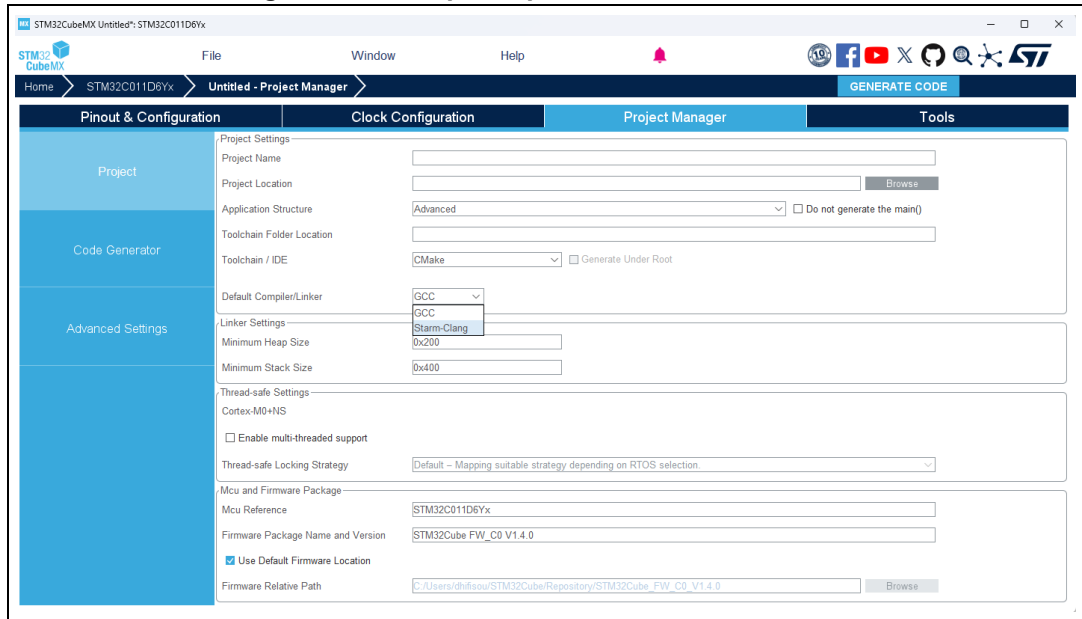 MX STM32CubeMX Untitled*: STM32C011D6Yx
STM32 CubeMX File Window Help 10 ST
Home STM32C011D6Yx Untitled - Project Manager GENERATE CODE
Pinout & Configuration Clock Configuration Project Manager Tools
Project
Code Generator
Advanced Settings
Project Settings
Project Name
Project Location Browse
Application Structure Advanced Do not generate the main()
Toolchain Folder Location
Toolchain / IDE CMake Generate Under Root
Default Compiler/Linker GCC
GCC
Starm-Clang
Linker Settings
Minimum Heap Size 0x200
Minimum Stack Size 0x400
Thread-safe Settings
Cortex-M0+NS
Enable multi-threaded support
Thread-safe Locking Strategy Default – Mapping suitable strategy depending on RTOS selection.
Mcu and Firmware Package
Mcu Reference STM32C011D6Yx
Firmware Package Name and Version STM32Cube FW_C0 V1.4.0
Use Default Firmware Location
Firmware Relative Path C:/Users/dhifisou/STM32Cube/Repository/STM32Cube_FW_C0_V1.4.0 Browse